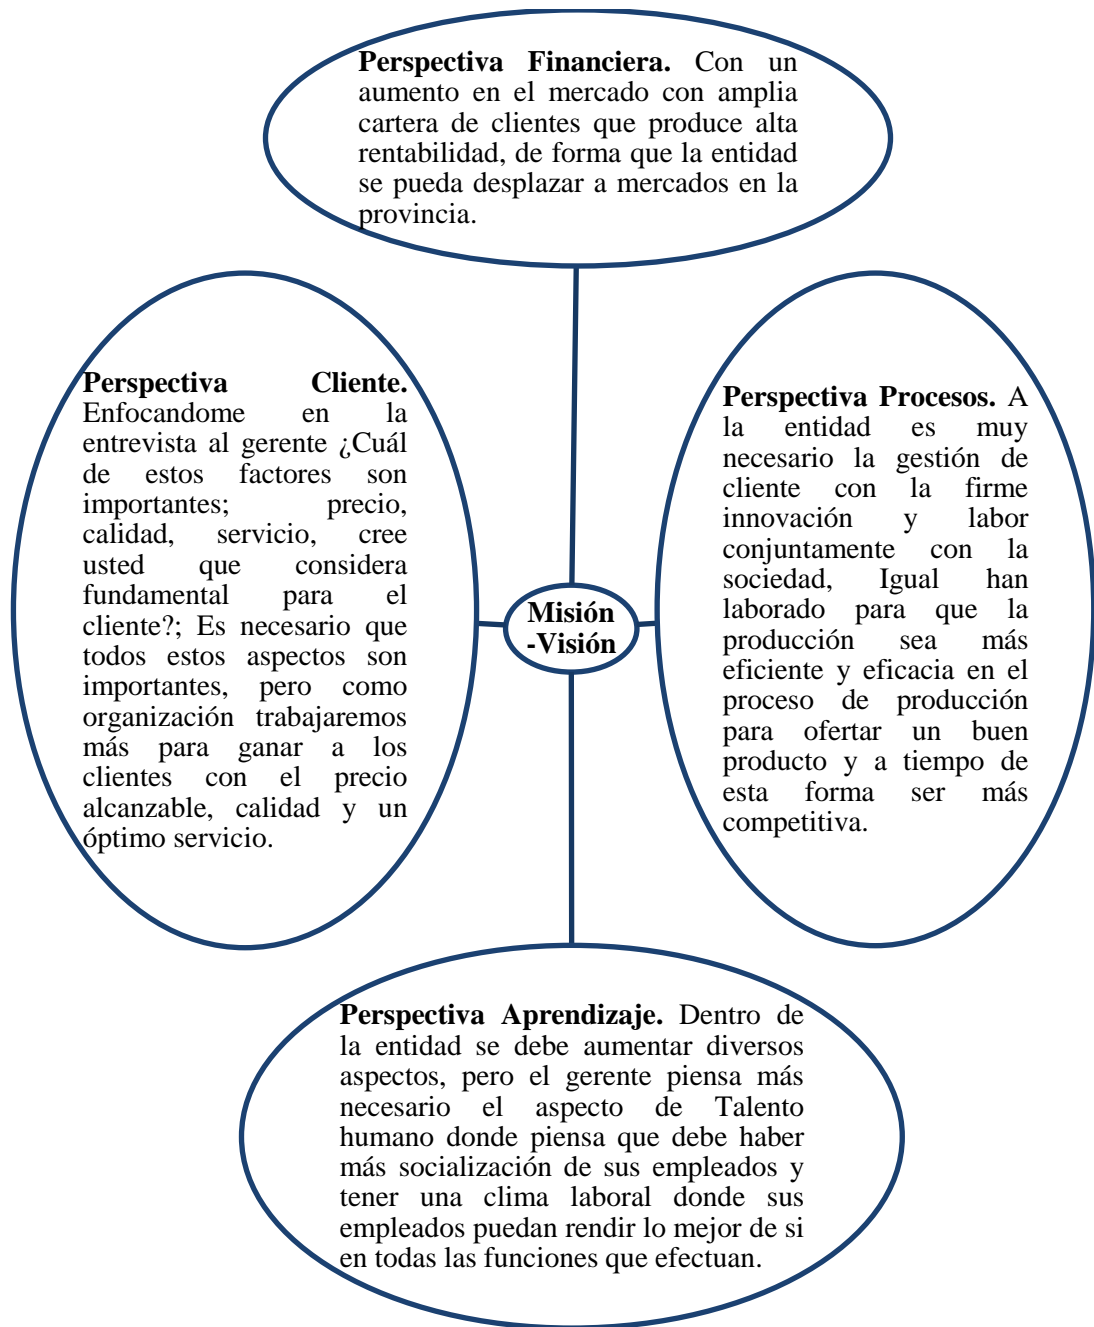 Perspectiva Financiera. Con un
aumento en el mercado con amplia
cartera de clientes que produce alta
rentabilidad, de forma que la entidad
se pueda desplazar a mercados en la
provincia.
Perspectiva Cliente.
Enfocandome en la
entrevista al gerente ¿Cuál
de estos factores son
importantes; precio,
calidad, servicio, cree
usted que considera
fundamental para el
cliente?; Es necesario que
todos estos aspectos son
importantes, pero como
organización trabajaremos
más para ganar a los
clientes con el precio
alcanzable, calidad y un
óptimo servicio.
Misión
-Visión
Perspectiva Procesos. A
la entidad es muy
necesario la gestión de
cliente con la firme
innovación y labor
conjuntamente con la
sociedad, Igual han
laborado para que la
producción sea más
eficiente y eficacia en el
proceso de producción
para ofertar un buen
producto y a tiempo de
esta forma ser más
competitiva.
Perspectiva Aprendizaje. Dentro de
la entidad se debe aumentar diversos
aspectos, pero el gerente piensa más
necesario el aspecto de Talento
humano donde piensa que debe haber
más socialización de sus empleados y
tener una clima laboral donde sus
empleados puedan rendir lo mejor de si
en todas las funciones que efectuan.